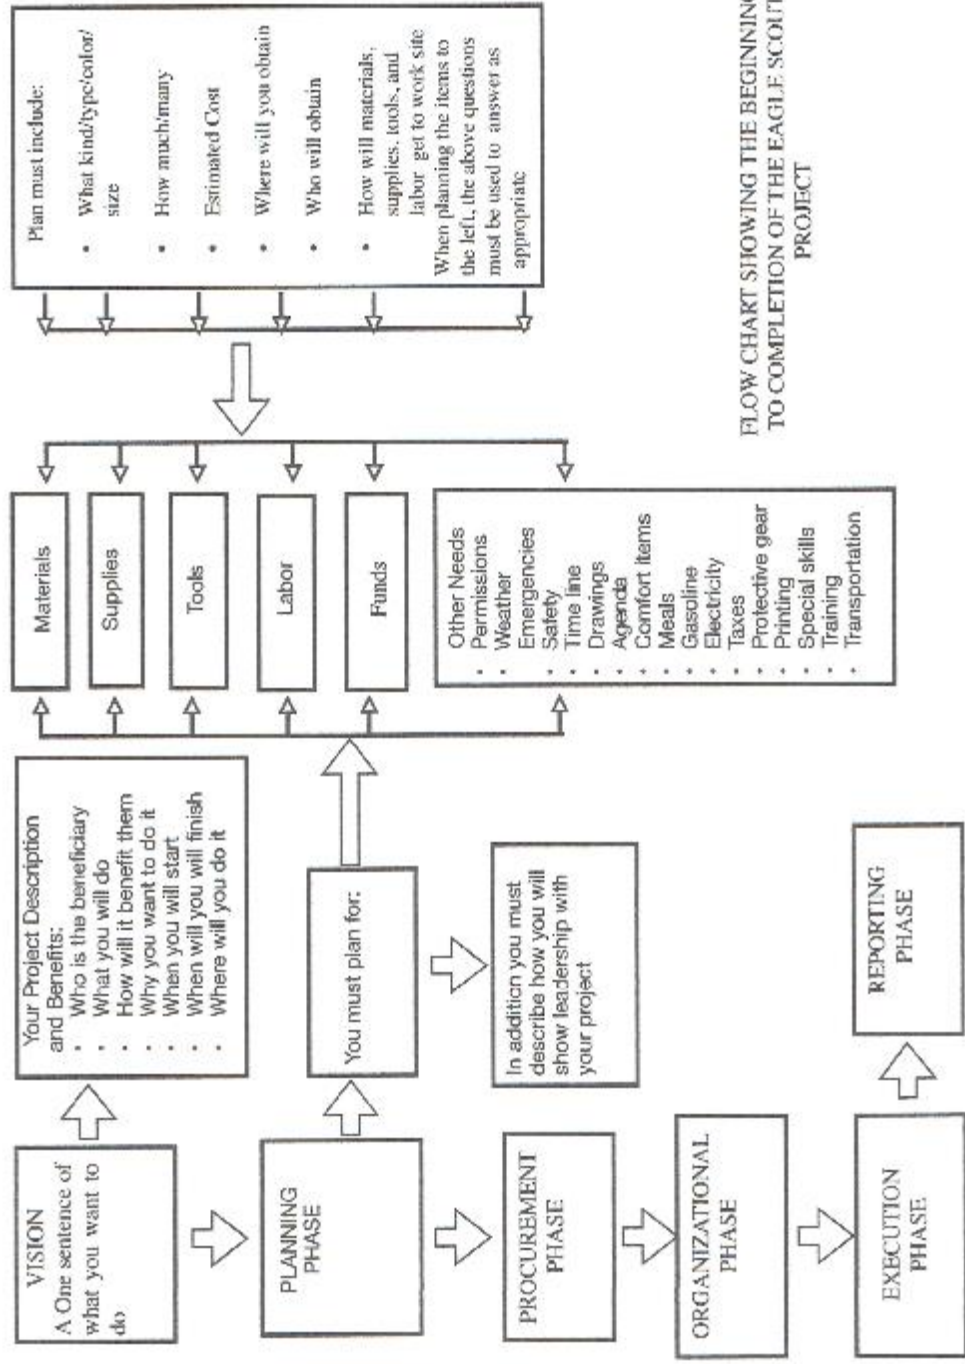 VISION
A One sentence of
what you want to
do
Your Project Description
and Benefits:
• Who is the beneficiary
• What you will do
• How will it benefit them
• Why you want to do it
• When you will start
• When will you will finish
• Where will you do it
PLANNING
PHASE
You must plan for:
In addition you must
describe how you will
show leadership with
your project
PROCUREMENT
PHASE
ORGANIZATIONAL
PHASE
EXECUTION
PHASE
REPORTING
PHASE
Materials
Supplies
Tools
Labor
Funds
Other Needs
• Permissions
• Weather
Emergencies
• Safety
• Time line
• Drawings
• Agenda
• Comfort items
• Meals
• Gasoline
• Electricity
• Taxes
• Protective gear
• Printing
• Special skills
• Training
• Transportation
Plan must include:
• What kind/type/color/
size
• How much/many
• Estimated Cost
• Where will you obtain
• Who will obtain
• How will materials,
supplies, tools, and
labor get to work site
When planning the items to
the left, the above questions
must be used to answer as
appropriate
FLOW CHART SHOWING THE BEGINNING
TO COMPLETION OF THE EAGLE SCOUT
PROJECT